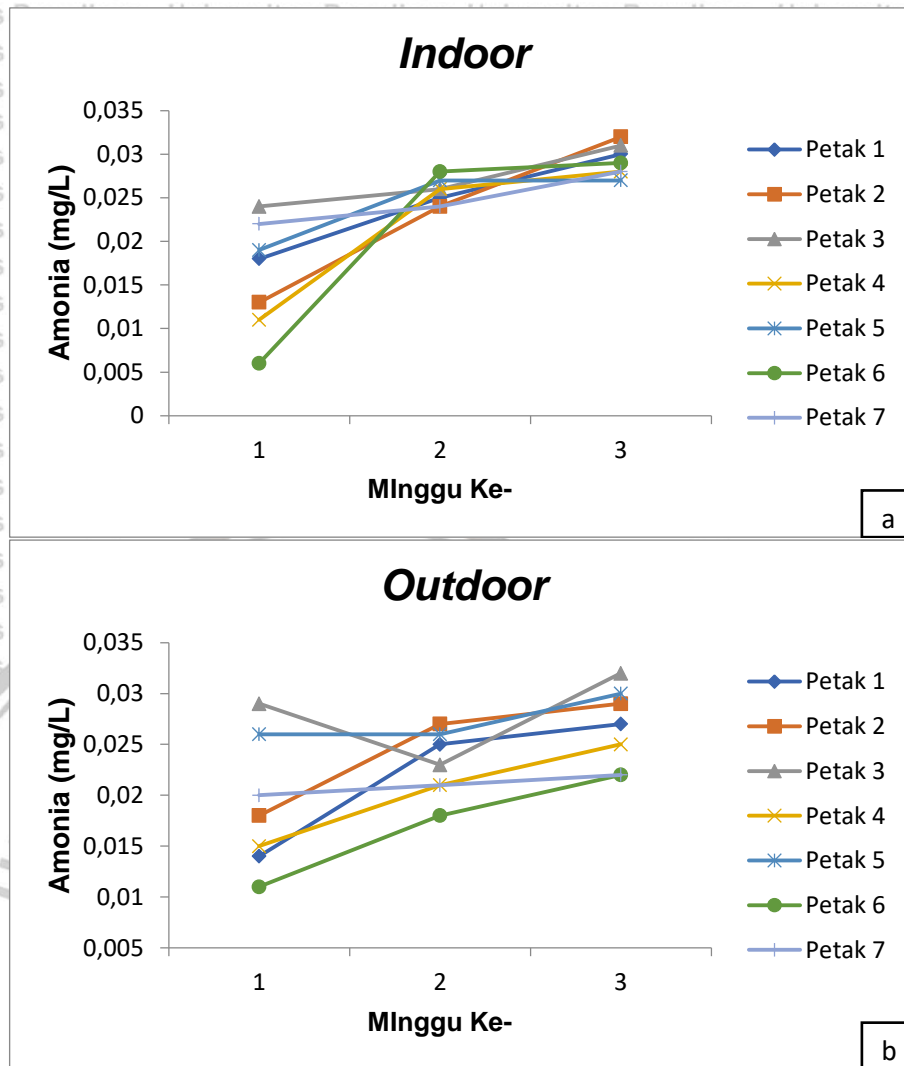 Indoor
0,035
0,03
0,025
0,02
0,015
0,01
0,005
0
Amonia (mg/L)
1 2 3
MInggu Ke-
Petak 1
Petak 2
Petak 3
Petak 4
Petak 5
Petak 6
Petak 7
a
Outdoor
0,035
0,03
0,025
0,02
0,015
0,01
0,005
Amonia (mg/L)
1 2 3
MInggu Ke-
Petak 1
Petak 2
Petak 3
Petak 4
Petak 5
Petak 6
Petak 7
b